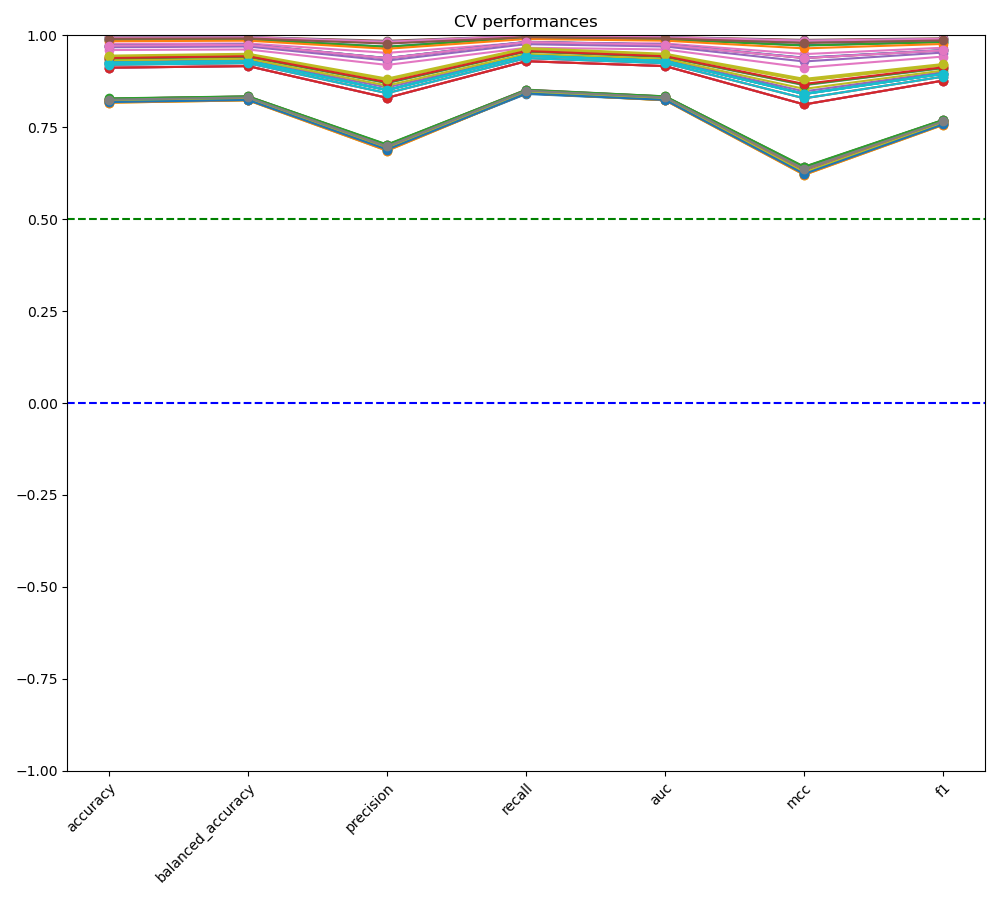 CV performances
1.00
0.75
0.50
0.25
0.00
−0.25
−0.50
−0.75
−1.00
accuracy
balanced_accuracy
precision
recall
auc
mcc
f1